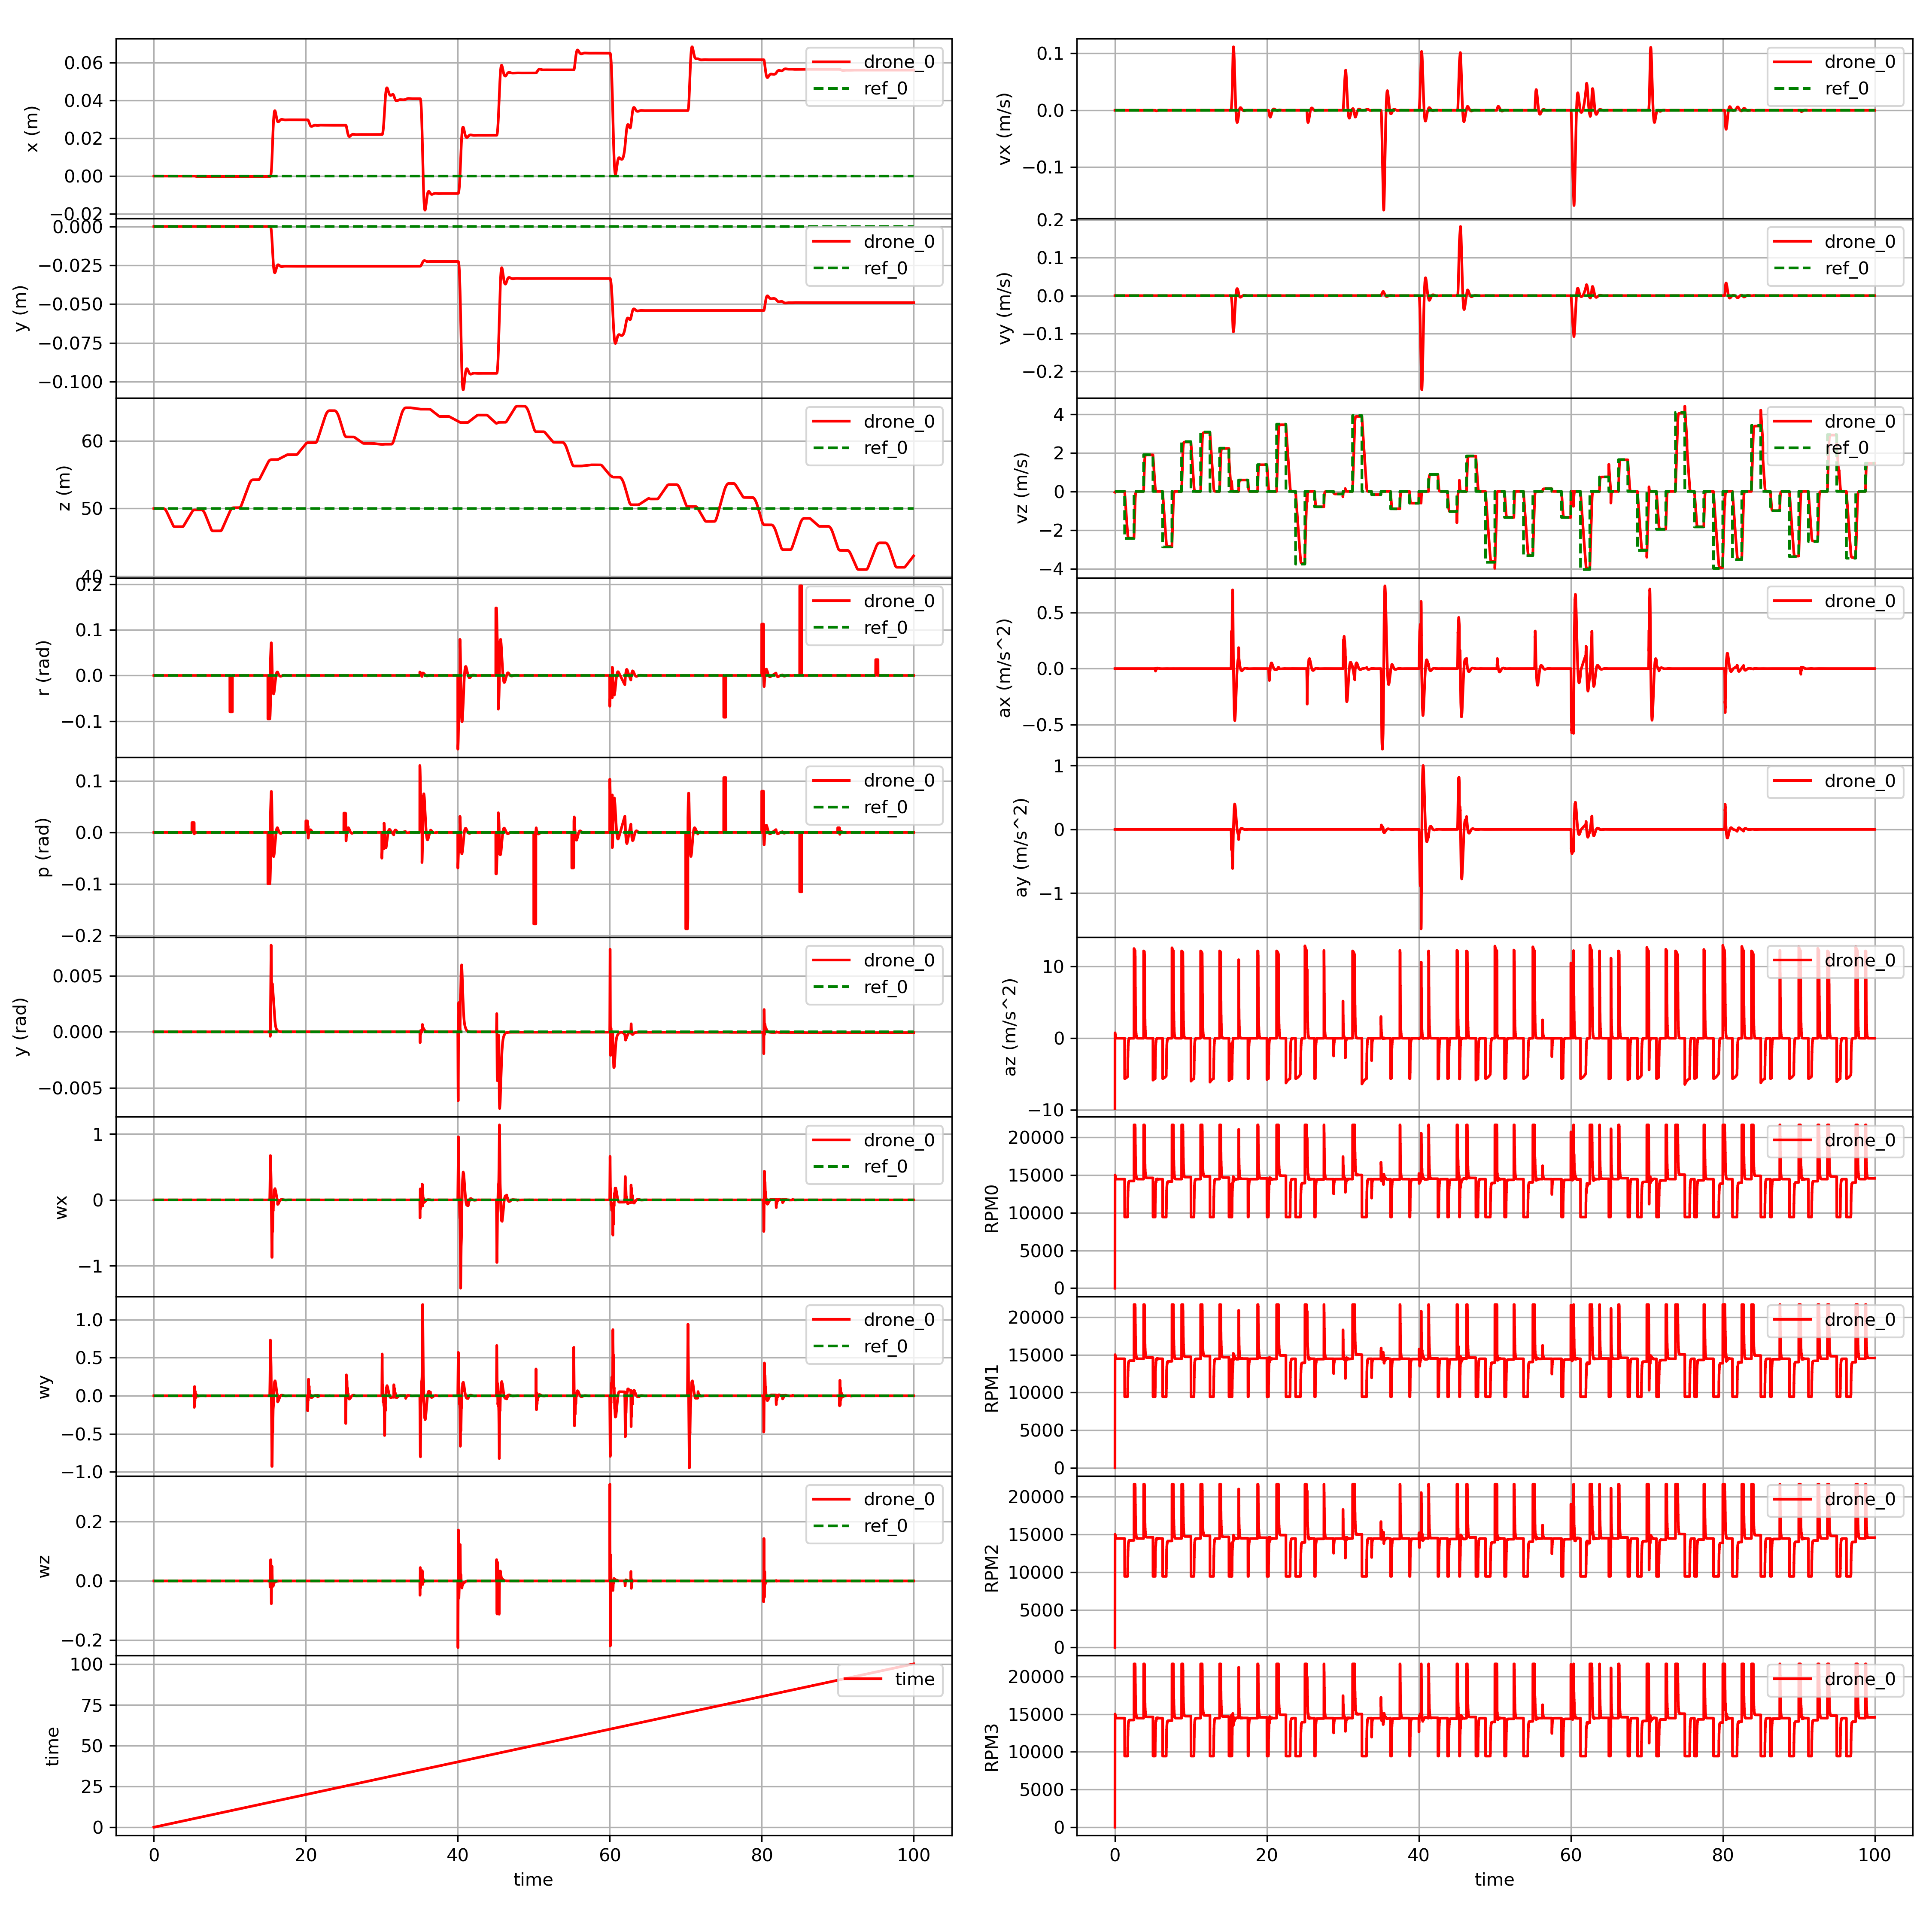 x (m)
0.06
0.04
0.02
0.00
−0.02
drone_0
ref_0
y (m)
0.000
−0.025
−0.050
−0.075
−0.100
drone_0
ref_0
z (m)
60
50
40
drone_0
ref_0
r (rad)
0.2
0.1
0.0
−0.1
drone_0
ref_0
p (rad)
0.1
0.0
−0.1
−0.2
drone_0
ref_0
y (rad)
0.005
0.000
−0.005
drone_0
ref_0
wx
1
0
−1
drone_0
ref_0
wy
1.0
0.5
0.0
−0.5
−1.0
drone_0
ref_0
wz
0.2
0.0
−0.2
drone_0
ref_0
time
100
75
50
25
0
time
0 20 40 60 80 100
time
vx (m/s)
0.1
0.0
−0.1
drone_0
ref_0
vy (m/s)
0.2
0.1
0.0
−0.1
−0.2
drone_0
ref_0
vz (m/s)
4
2
0
−2
−4
drone_0
ref_0
ax (m/s^2)
0.5
0.0
−0.5
drone_0
ay (m/s^2)
1
0
−1
drone_0
az (m/s^2)
10
0
−10
drone_0
RPM0
20000
15000
10000
5000
0
drone_0
RPM1
20000
15000
10000
5000
0
drone_0
RPM2
20000
15000
10000
5000
0
drone_0
RPM3
20000
15000
10000
5000
0
drone_0
0 20 40 60 80 100
time